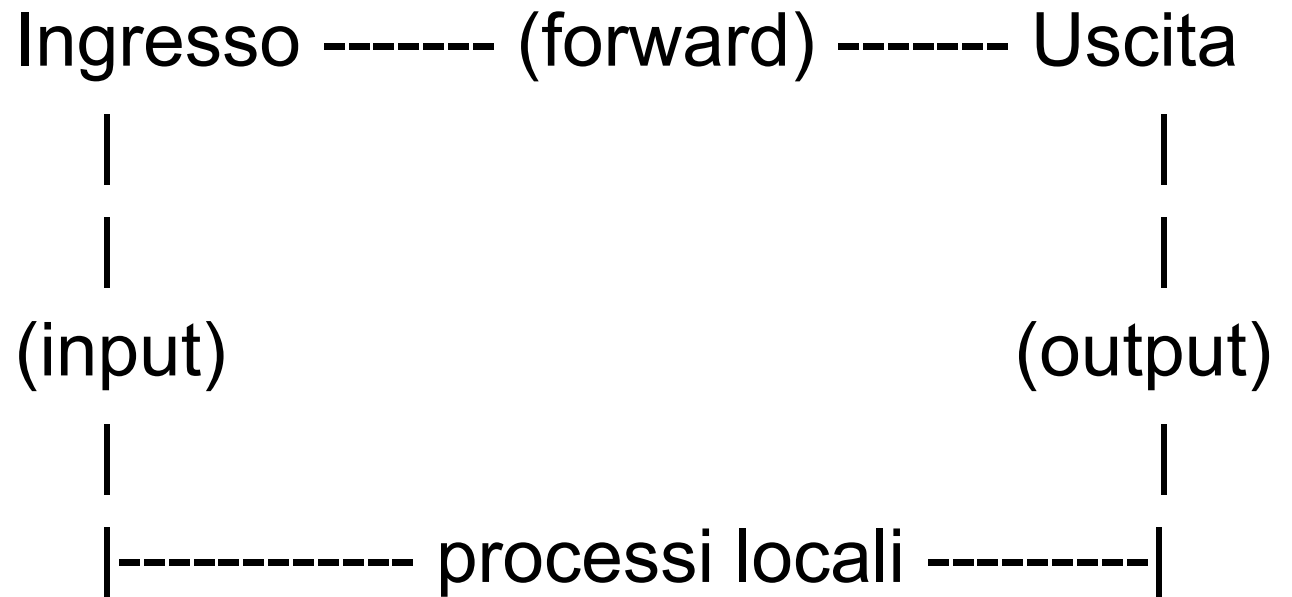 Ingresso ------- (forward) ------- Uscita
| |
| |
(input) (output)
| |
|------------ processi locali ---------|